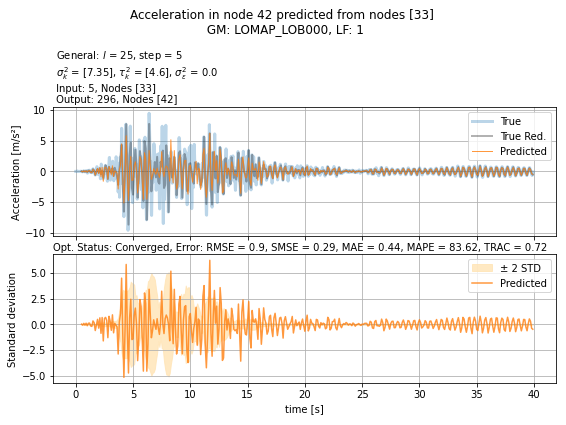 Acceleration in node 42 predicted from nodes [33]
GM: LOMAP_LOB000, LF: 1
General: l = 25, step = 5
σ²ₖ = [7.35], τ²ₖ = [4.6], σ²ₑ = 0.0
Input: 5, Nodes [33]
Output: 296, Nodes [42]
Acceleration [m/s²]
10
5
0
−5
−10
True
True Red.
Predicted
Opt. Status: Converged, Error: RMSE = 0.9, SMSE = 0.29, MAE = 0.44, MAPE = 83.62, TRAC = 0.72
Standard deviation
5.0
2.5
0.0
−2.5
−5.0
± 2 STD
Predicted
0 5 10 15 20 25 30 35 40
time [s]